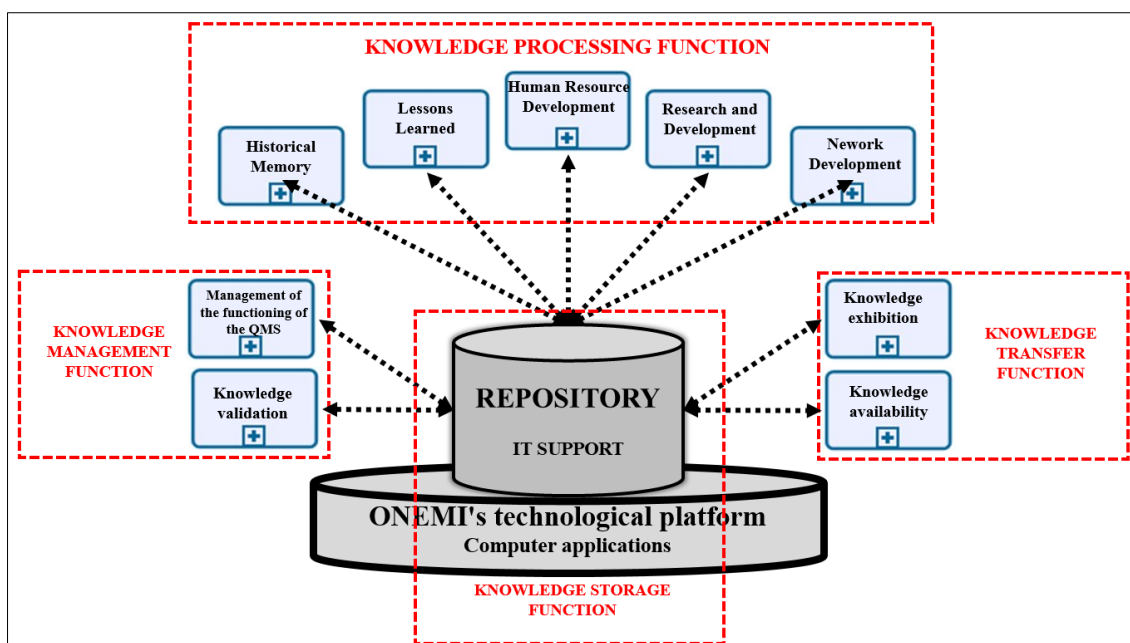 KNOWLEDGE PROCESSING FUNCTION
Historical
Memory
Lessons
Learned
Human Resource
Development
Research and
Development
Nework
Development
KNOWLEDGE
MANAGEMENT
FUNCTION
Management of
the functioning of
the QMS
Knowledge
validation
REPOSITORY
IT SUPPORT
ONEMI's technological platform
Computer applications
KNOWLEDGE STORAGE
FUNCTION
Knowledge
exhibition
Knowledge
availability
KNOWLEDGE
TRANSFER
FUNCTION